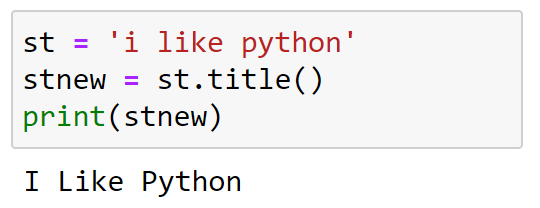 st = 'i like python'
stnew = st.title()
print(stnew)
I Like Python